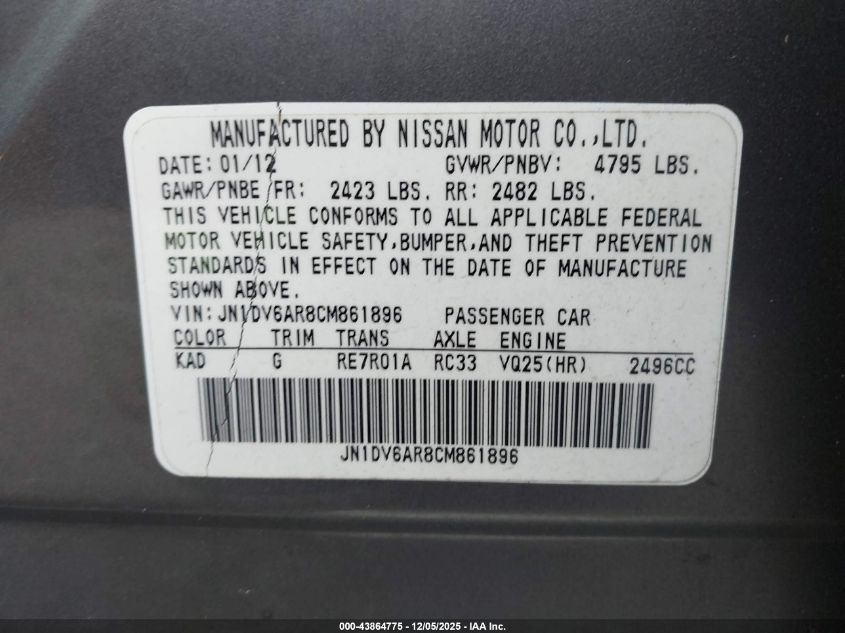 MANUFACTURED BY NISSAN MOTOR CO.,LTD.
DATE: 01/12 GVWR/PNBV: 4795 LBS.
GAWR/PNBE FR: 2423 LBS. RR: 2482 LBS.
THIS VEHICLE CONFORMS TO ALL APPLICABLE FEDERAL
MOTOR VEHICLE SAFETY,BUMPER,AND THEFT PREVENTION
STANDARDS IN EFFECT ON THE DATE OF MANUFACTURE
SHOWN ABOVE.
VIN: JN1DV6AR8CM861896 PASSENGER CAR
COLOR TRIM TRANS AXLE ENGINE
KAD G RE7R01A RC33 VQ25(HR) 2496CC
JN1DV6AR8CM861896
000-43864775 - 12/05/2025 - IAA Inc.